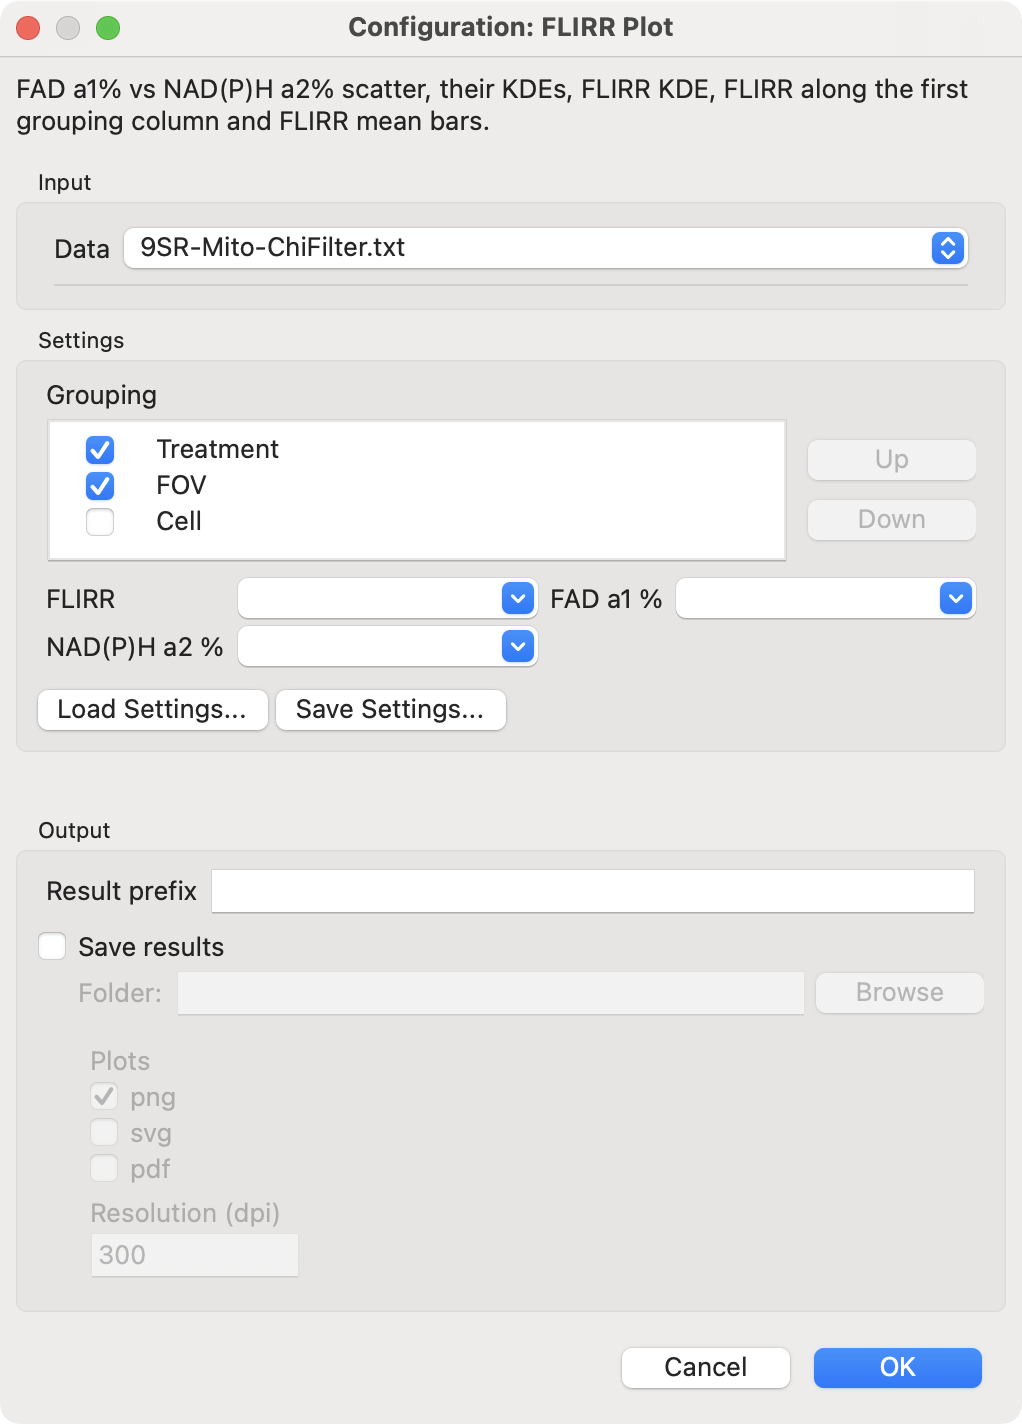 Configuration: FLIRR Plot
FAD a1% vs NAD(P)H a2% scatter, their KDEs, FLIRR KDE, FLIRR along the first
grouping column and FLIRR mean bars.
Input
Data 9SR-Mito-ChiFilter.txt
Settings
Grouping
Treatment
Up
FOV
Cell
Down
FLIRR FAD a1 %
NAD(P)H a2 %
Load Settings... Save Settings...
Output
Result prefix
Save results
Folder: Browse
Plots
png
svg
pdf
Resolution (dpi)
300
Cancel OK